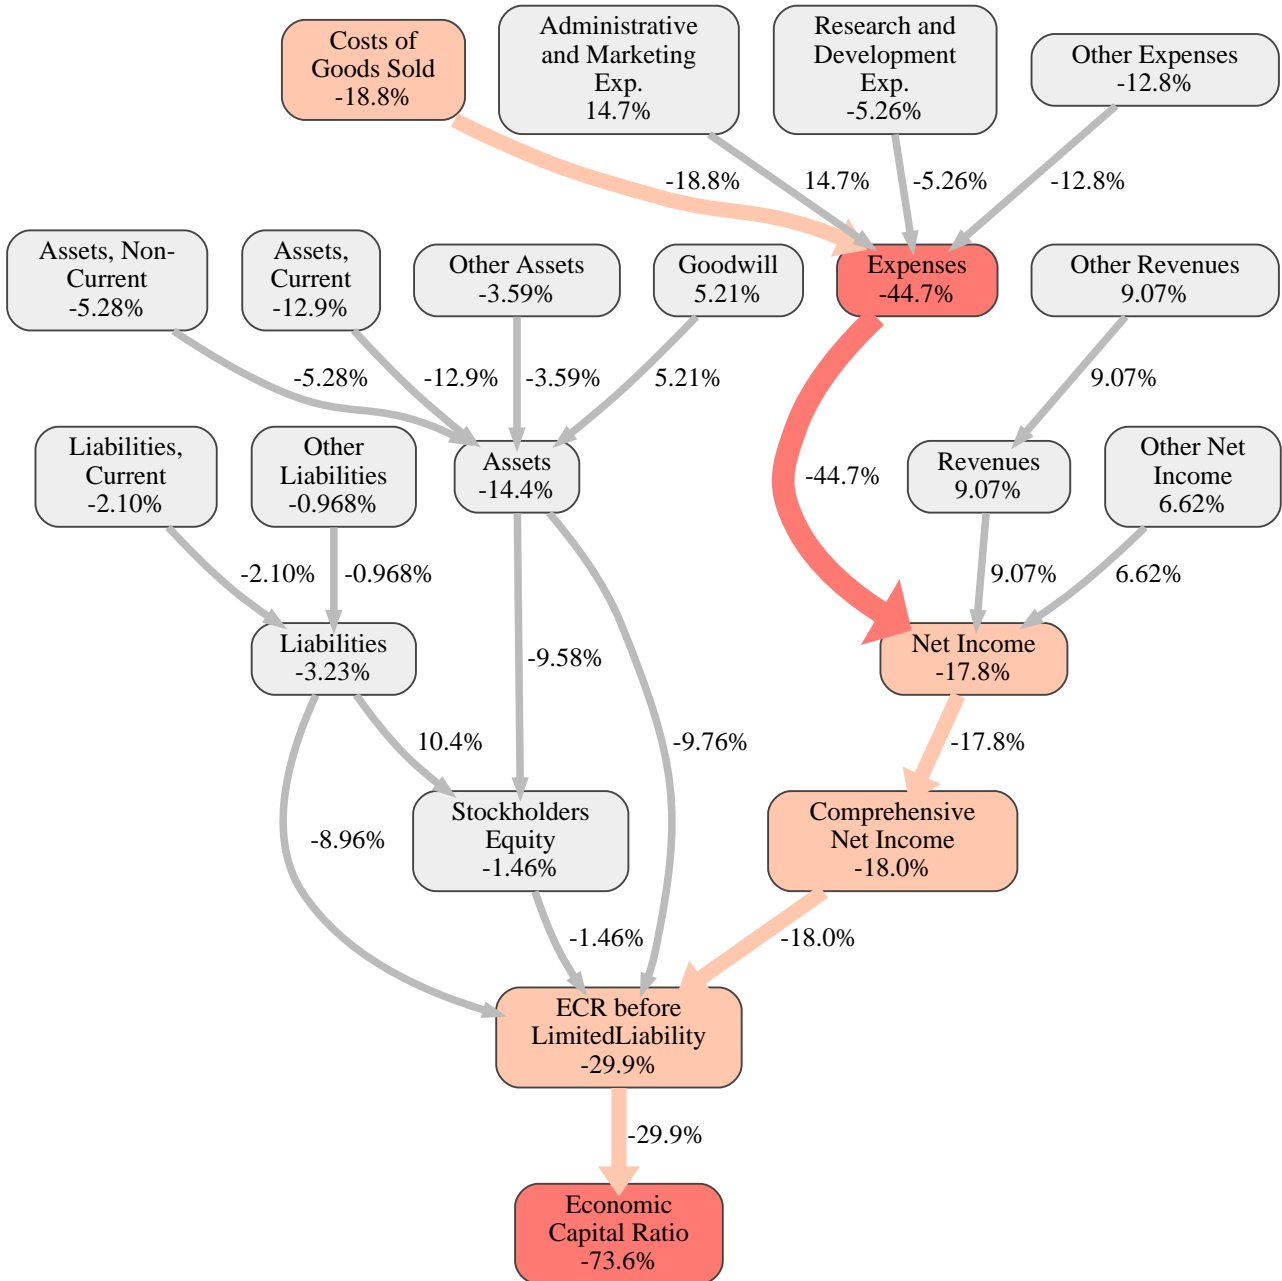 Costs of
Goods Sold
-18.8%
Administrative
and Marketing
Exp.
14.7%
Research and
Development
Exp.
-5.26%
Other Expenses
-12.8%
-18.8%
14.7%
-5.26%
-12.8%
Assets, Non-
Current
-5.28%
Assets,
Current
-12.9%
Other Assets
-3.59%
Goodwill
5.21%
Expenses
-44.7%
Other Revenues
9.07%
-5.28%
-12.9%
-3.59%
5.21%
9.07%
Liabilities,
Current
-2.10%
Other
Liabilities
-0.968%
Assets
-14.4%
-44.7%
Revenues
9.07%
Other Net
Income
6.62%
-2.10%
-0.968%
9.07%
6.62%
Liabilities
-3.23%
-9.58%
Net Income
-17.8%
10.4%
-9.76%
-17.8%
-8.96%
Stockholders
Equity
-1.46%
Comprehensive
Net Income
-18.0%
-1.46%
-18.0%
ECR before
LimitedLiability
-29.9%
-29.9%
Economic
Capital Ratio
-73.6%